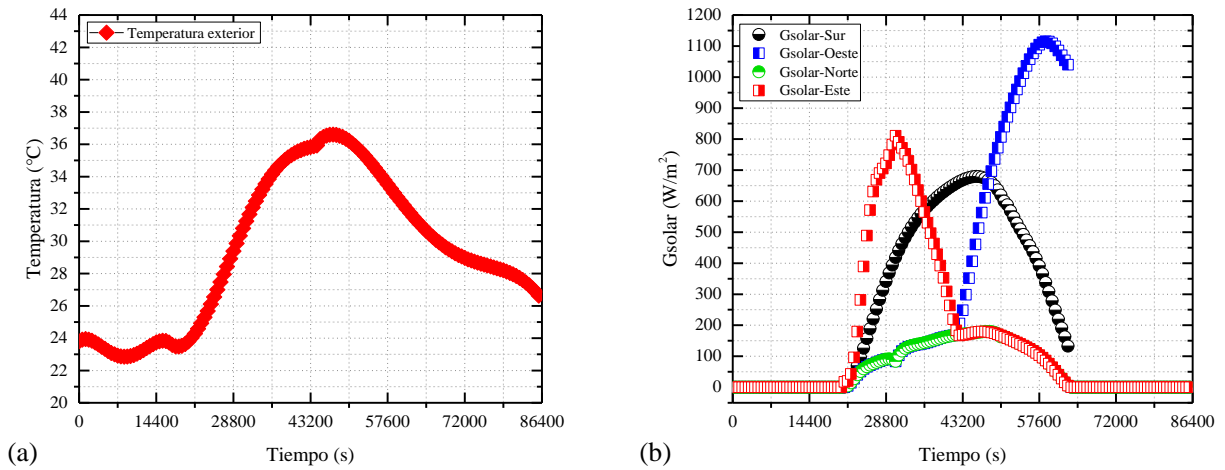 Temperatura exterior
Temperatura (°C)
44
42
40
38
36
34
32
30
28
26
24
22
20
0 14400 28800 43200 57600 72000 86400
Tiempo (s)
(a)
Gsolar-Sur
Gsolar-Oeste
Gsolar-Norte
Gsolar-Este
Gsolar (W/m²)
1200
1100
1000
900
800
700
600
500
400
300
200
100
0
0 14400 28800 43200 57600 72000 86400
Tiempo (s)
(b)